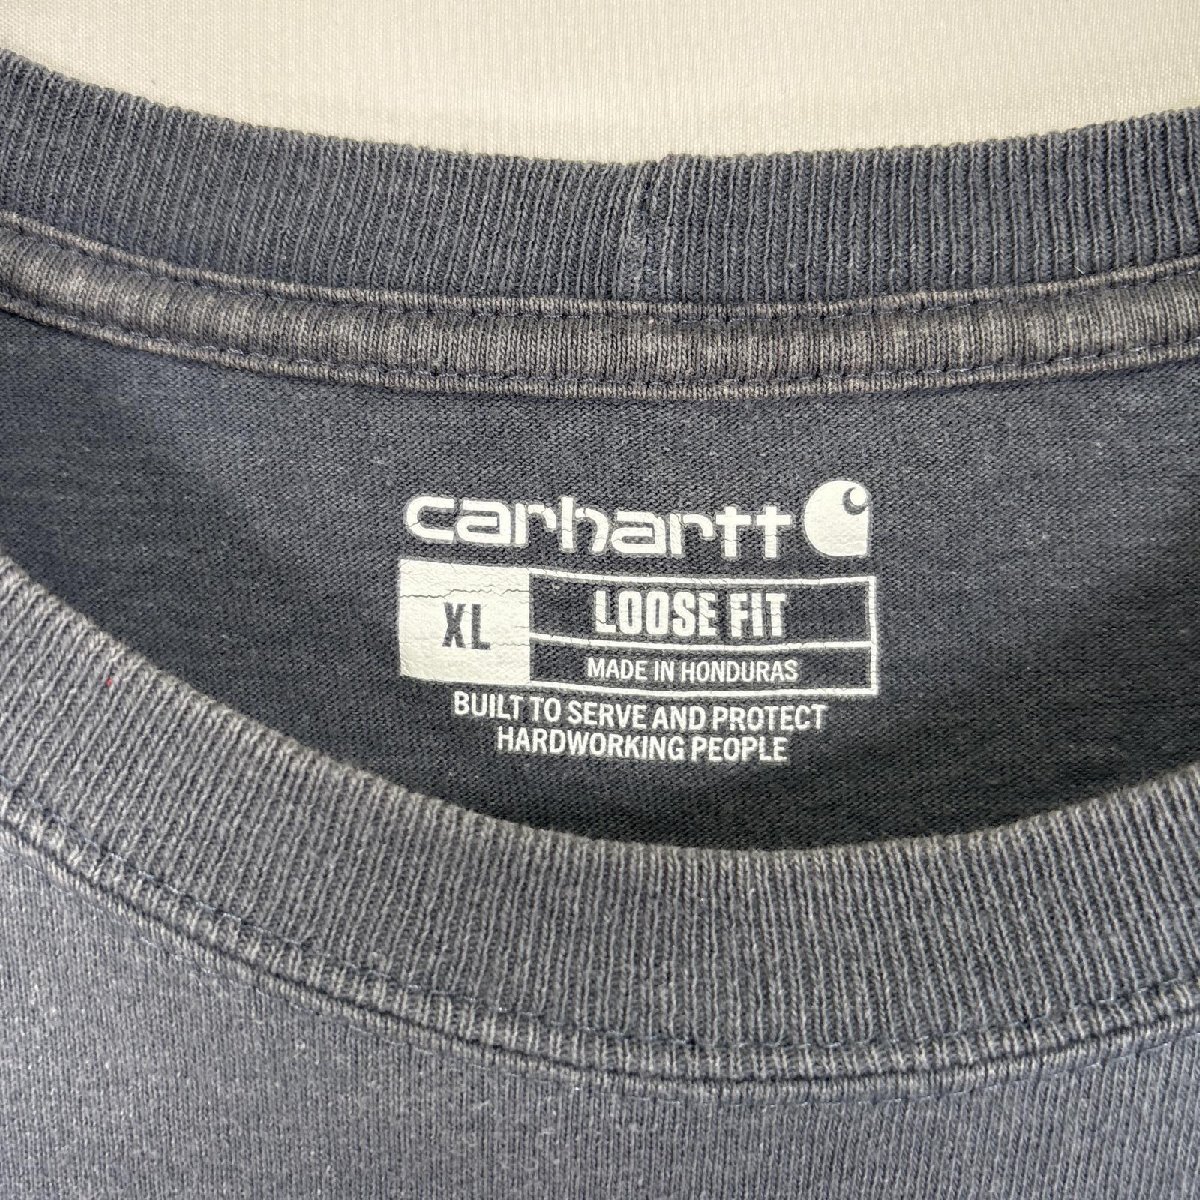 carhartt
XL
LOOSE FIT
MADE IN HONDURAS
BUILT TO SERVE AND PROTECT
HARDWORKING PEOPLE